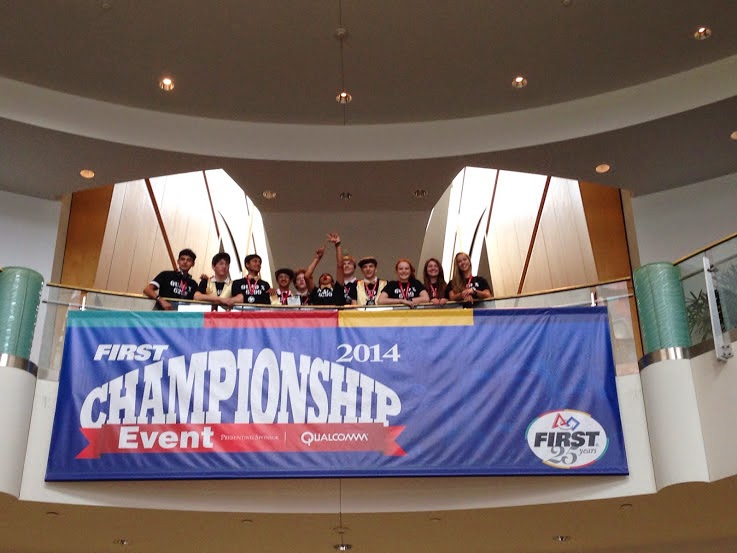 FIRST
2014
CHAMPIONSHIP
Event PRESENTING SPONSOR | QUALCOMM
FIRST
25 years